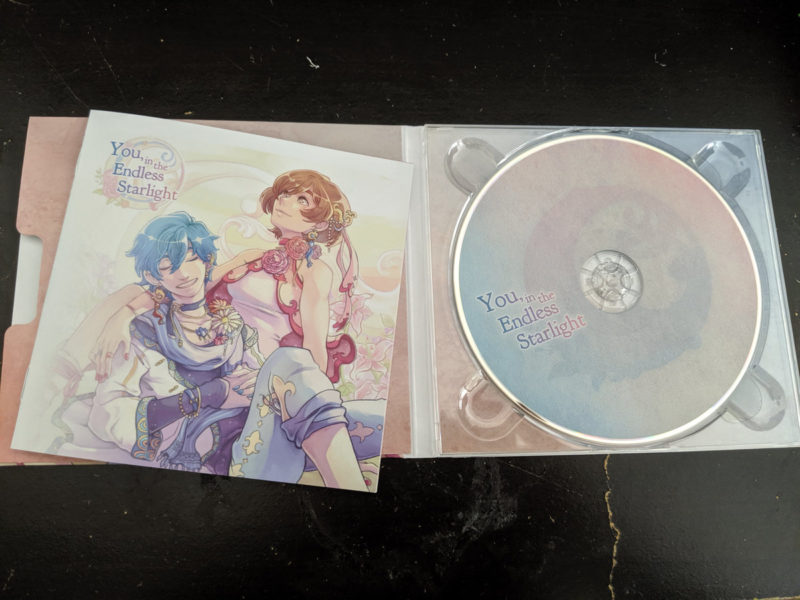 You, in the
Endless
Starlight
You, in the
Endless
Starlight